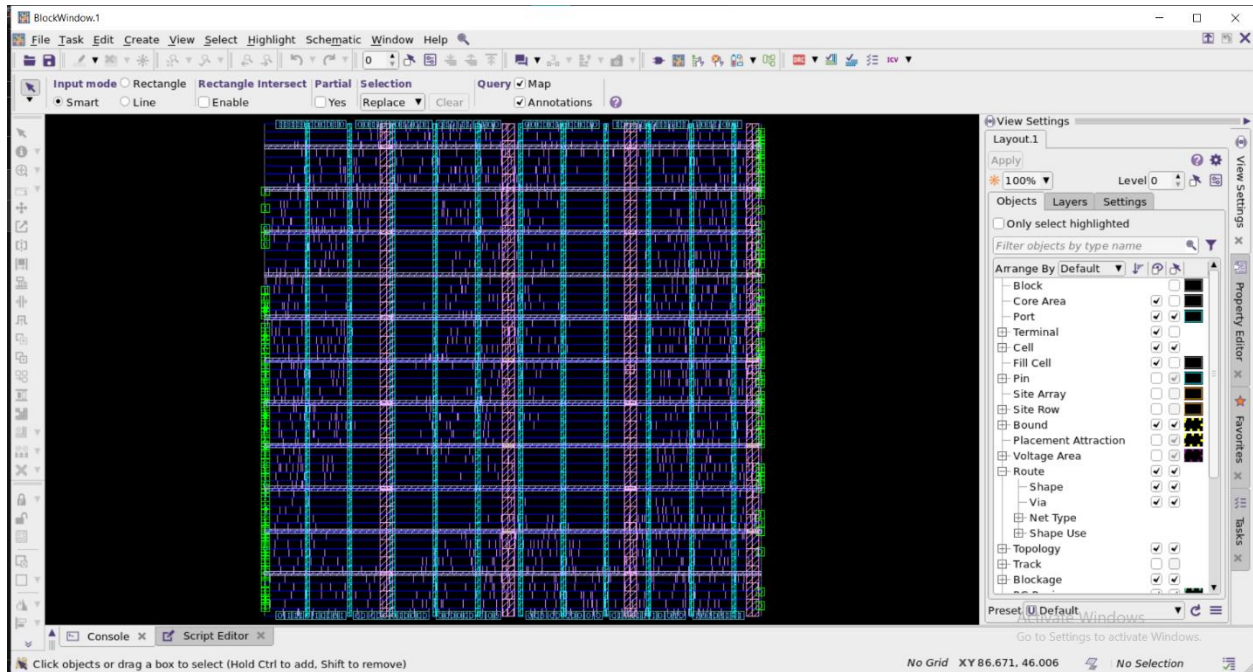 BlockWindow.1
File Task Edit Create View Select Highlight Schematic Window Help
0
ICV
Input mode Rectangle Rectangle Intersect Partial Selection Query Map
Smart Line Enable Yes Replace Clear Annotations
View Settings
Layout.1
Apply
100% Level 0
Objects Layers Settings
Only select highlighted
Filter objects by type name
Arrange By Default
Block
Core Area
Port
Terminal
Cell
Fill Cell
Pin
Site Array
Site Row
Bound
Placement Attraction
Voltage Area
Route
Shape
Via
Net Type
Shape Use
Topology
Track
Blockage
Preset U Default
View Settings
Property Editor
Favorites
Tasks
Activate Windows
Go to Settings to activate Windows.
Console Script Editor
Click objects or drag a box to select (Hold Ctrl to add, Shift to remove) No Grid XY 86.671, 46.006 No Selection